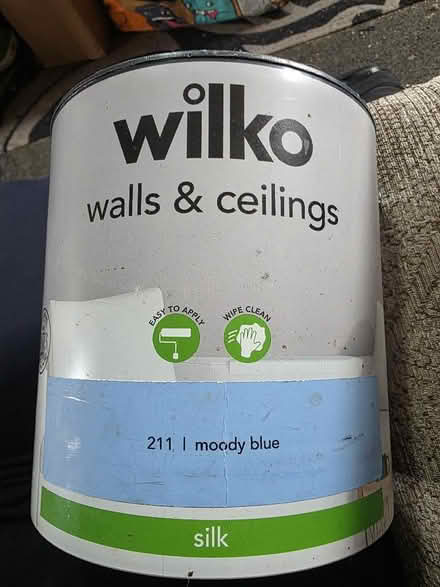 wilko
walls & ceilings
EASY TO APPLY
WIPE CLEAN
211 | moody blue
silk